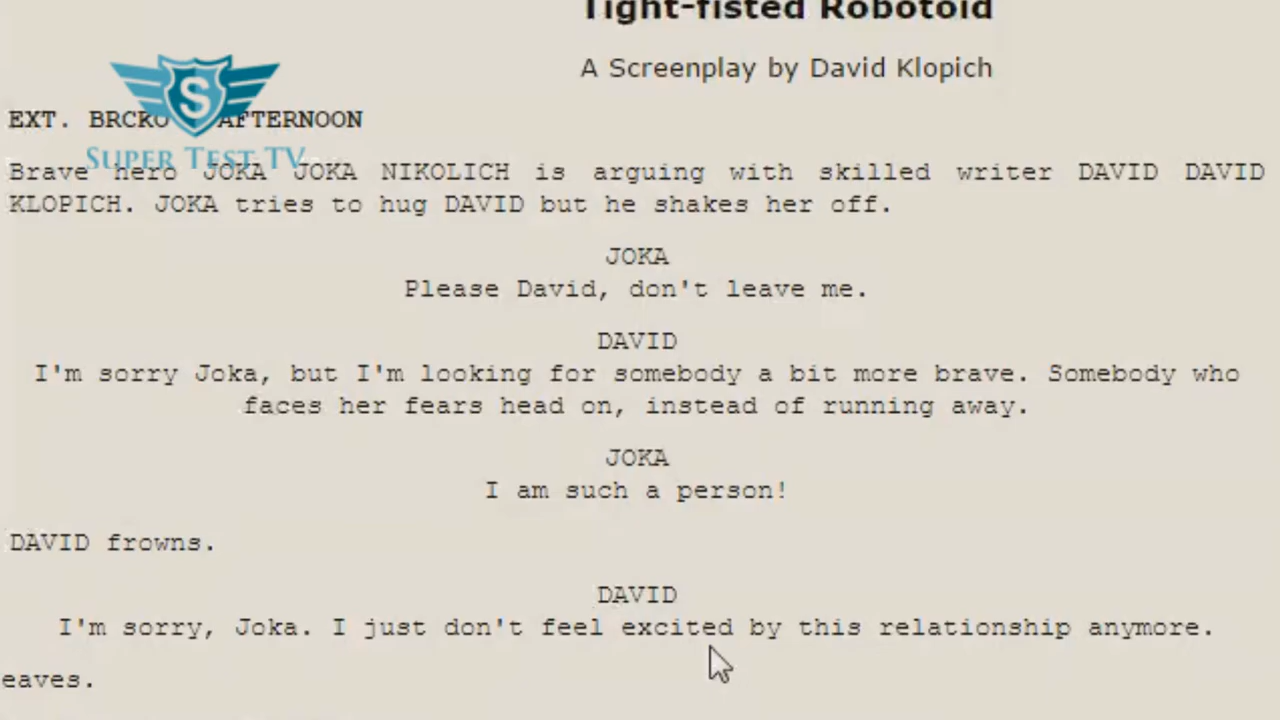 Tight-fisted Robotoid
A Screenplay by David Klopich
S
EXT. BRCKO AFTERNOON
SUPER TEST TV
Brave hero JOKA JOKA NIKOLICH is arguing with skilled writer DAVID DAVID
KLOPICH. JOKA tries to hug DAVID but he shakes her off.
JOKA
Please David, don't leave me.
DAVID
I'm sorry Joka, but I'm looking for somebody a bit more brave. Somebody who
faces her fears head on, instead of running away.
JOKA
I am such a person!
DAVID frowns.
DAVID
I'm sorry, Joka. I just don't feel excited by this relationship anymore.
eaves.